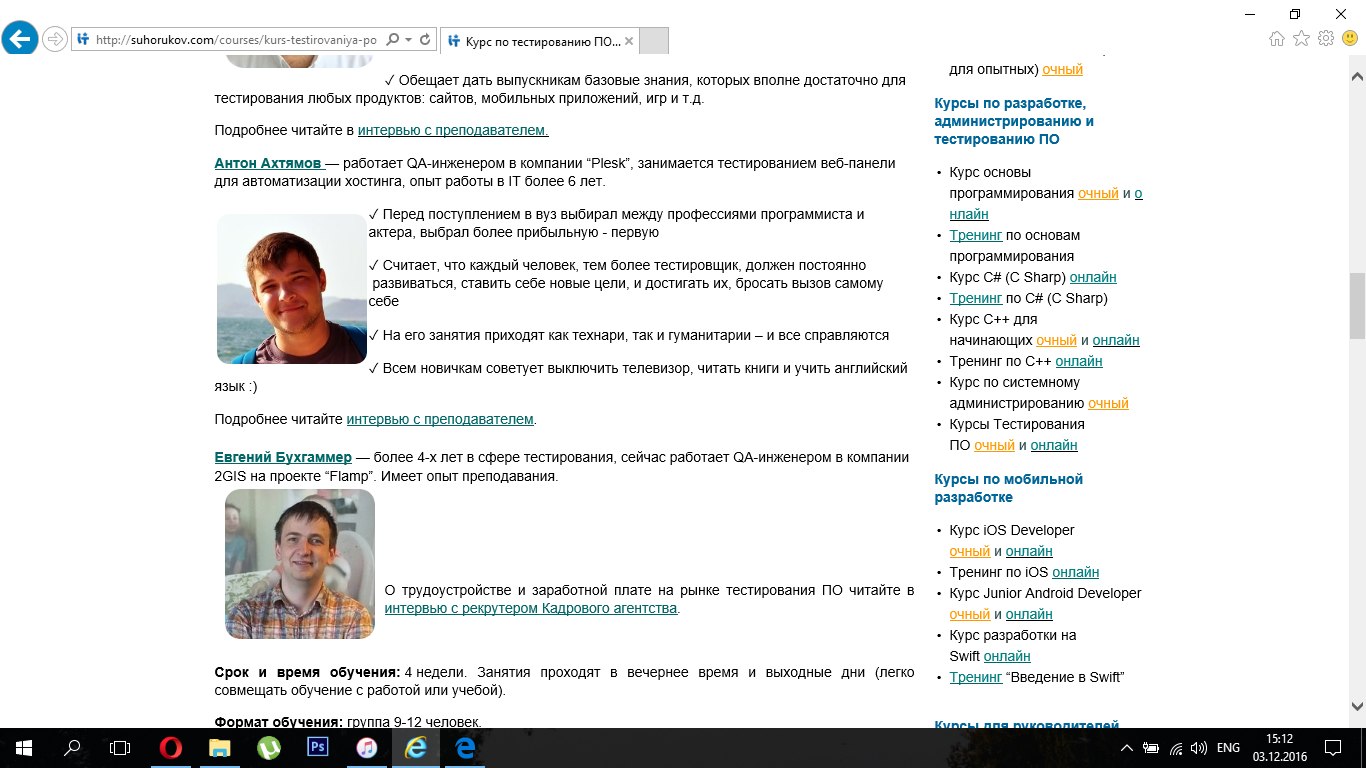 http://suhorukov.com/courses/kurs-testirovaniya-po
Курс по тестированию ПО...
✓ Обещает дать выпускникам базовые знания, которых вполне достаточно для
тестирования любых продуктов: сайтов, мобильных приложений, игр и т.д.
Подробнее читайте в интервью с преподавателем.
Антон Ахтямов — работает QA-инженером в компании “Plesk”, занимается тестированием веб-панели
для автоматизации хостинга, опыт работы в IT более 6 лет.
✓ Перед поступлением в вуз выбирал между профессиями программиста и
актера, выбрал более прибыльную - первую
✓ Считает, что каждый человек, тем более тестировщик, должен постоянно
развиваться, ставить себе новые цели, и достигать их, бросать вызов самому
себе
✓ На его занятия приходят как технари, так и гуманитарии – и все справляются
✓ Всем новичкам советует выключить телевизор, читать книги и учить английский
язык :)
Подробнее читайте интервью с преподавателем.
Евгений Бухгаммер — более 4-х лет в сфере тестирования, сейчас работает QA-инженером в компании
2GIS на проекте “Flamp”. Имеет опыт преподавания.
О трудоустройстве и заработной плате на рынке тестирования ПО читайте в
интервью с рекрутером Кадрового агентства.
Срок и время обучения: 4 недели. Занятия проходят в вечернее время и выходные дни (легко
совмещать обучение с работой или учебой).
Формат обучения: группа 9-12 человек.
для опытных) очный
Курсы по разработке,
администрированию и
тестированию ПО
• Курс основы
программирования очный и о
нлайн
• Тренинг по основам
программирования
• Курс C# (C Sharp) онлайн
• Тренинг по C# (C Sharp)
• Курс C++ для
начинающих очный и онлайн
• Тренинг по C++ онлайн
• Курс по системному
администрированию очный
• Курсы Тестирования
ПО очный и онлайн
Курсы по мобильной
разработке
• Курс iOS Developer
очный и онлайн
• Тренинг по iOS онлайн
• Курс Junior Android Developer
очный и онлайн
• Курс разработки на
Swift онлайн
• Тренинг “Введение в Swift”
Курсы для руководителей
Ps
ENG
15:12
03.12.2016